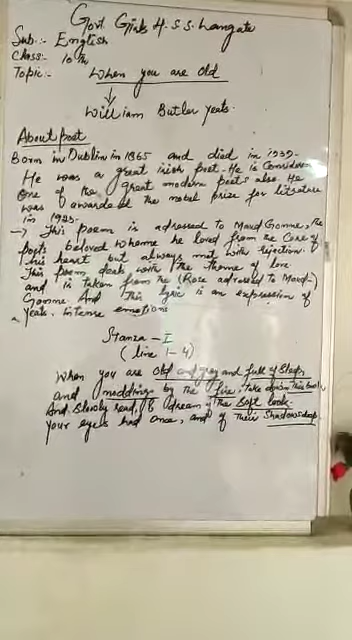 Govt Girls H.S.S. Langate
Sub:- English
Class:- 10th
Topic:- When you are Old
↓
William Butler Yeats.
About poet
Born in Dublin in 1865 and died in 1939.
He was a great irish poet. He is Considered
One of the great modern poets also He
was awarded the nobel prize for litrature
in 1923.
→ This poem is adressed to Maud Gonne, the
poets beloved whome he loved from the Core of
his heart but always met with rejection.
This poem deals with the theme of love
and is taken from the (Rose adressed to Maud-)
Gonne And This lyric is an expression of
Yeats. intense emotions
Stanza - I
(line 1-4)
When you are old and grey and full of Sleep,
and nodding by the fire, take down this book
And slowly read, & dream of the Soft look.
Your eyes had once, and of Their Shadows deep